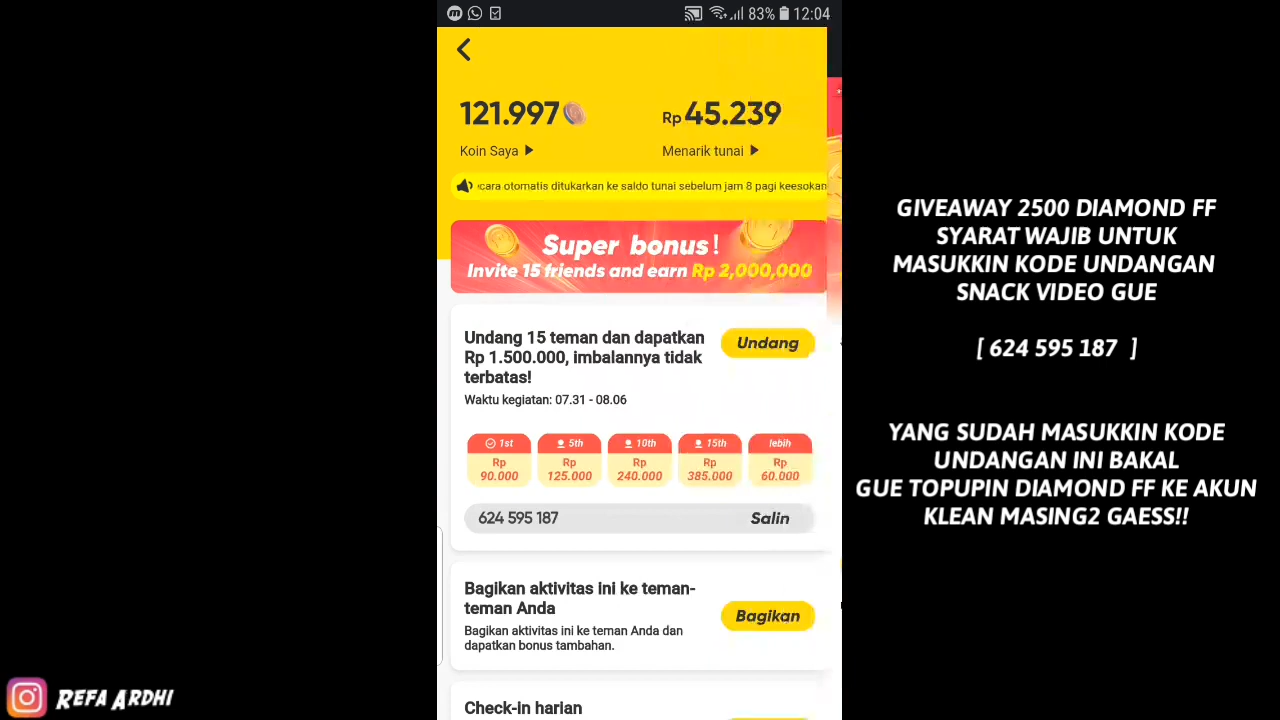 83% 12:04
121.997
Rp 45.239
Koin Saya
Menarik tunai
cara otomatis ditukarkan ke saldo tunai sebelum jam 8 pagi keesokan
Super bonus!
Invite 15 friends and earn Rp 2,000,000
Undang 15 teman dan dapatkan
Rp 1.500.000, imbalannya tidak
terbatas!
Undang
Waktu kegiatan: 07.31 - 08.06
1st 5th 10th 15th lebih
Rp Rp Rp Rp Rp
90.000 125.000 240.000 385.000 60.000
624 595 187 Salin
Bagikan aktivitas ini ke teman-
teman Anda
Bagikan
Bagikan aktivitas ini ke teman Anda dan
dapatkan bonus tambahan.
Check-in harian
GIVEAWAY 2500 DIAMOND FF
SYARAT WAJIB UNTUK
MASUKKIN KODE UNDANGAN
SNACK VIDEO GUE
[ 624 595 187 ]
YANG SUDAH MASUKKIN KODE
UNDANGAN INI BAKAL
GUE TOPUPIN DIAMOND FF KE AKUN
KLEAN MASING2 GAESS!!
REFA ARDHI